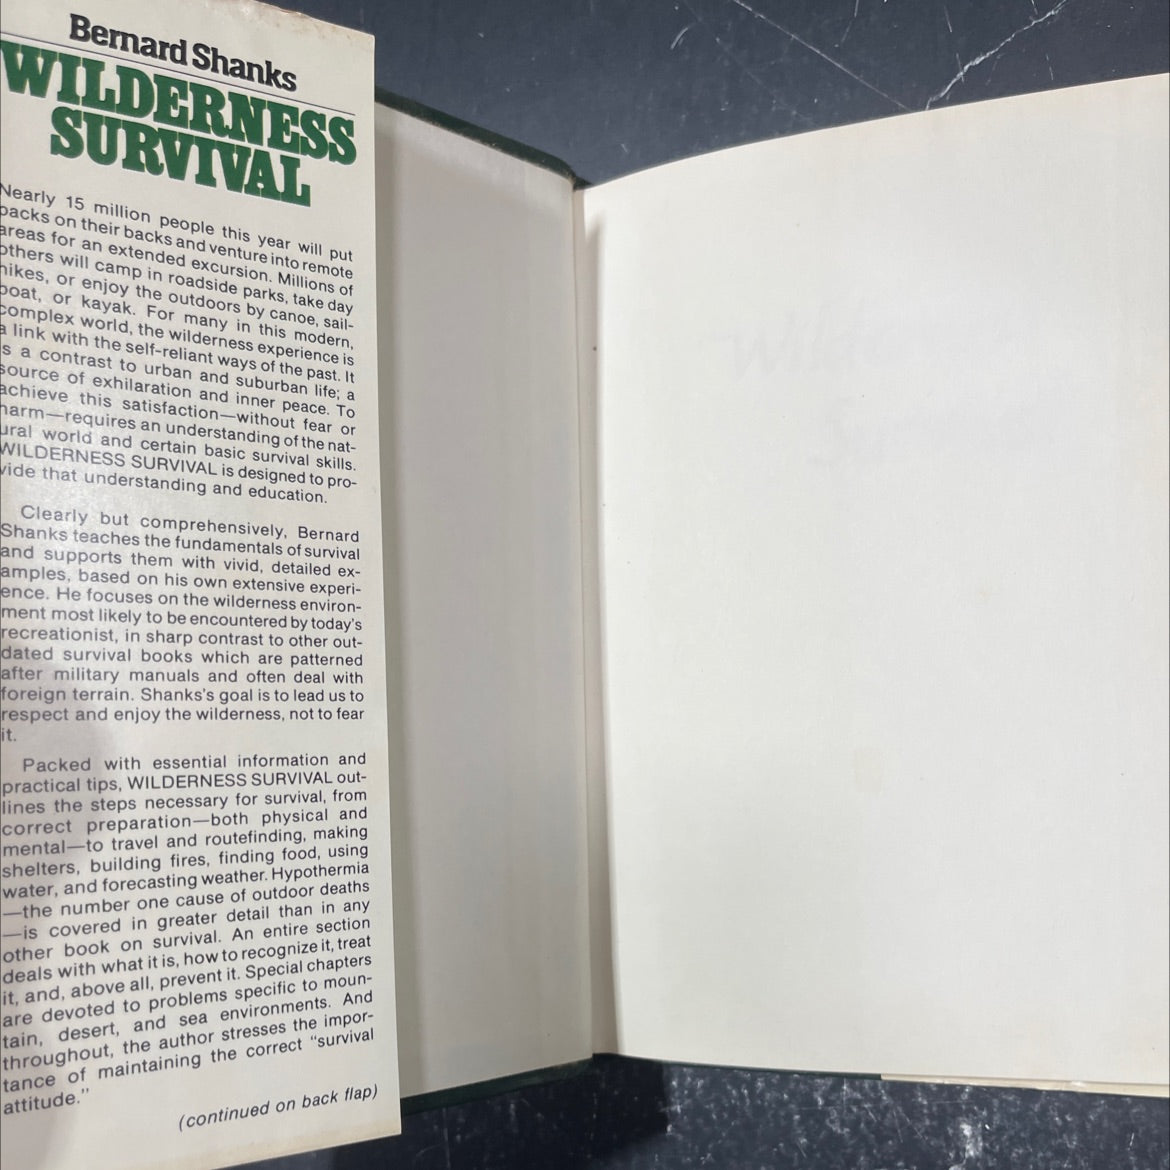 Bernard Shanks
WILDERNESS
SURVIVAL
Nearly 15 million people this year will put
packs on their backs and venture into remote
areas for an extended excursion. Millions of
others will camp in roadside parks, take day
hikes, or enjoy the outdoors by canoe, sail-
boat, or kayak. For many in this modern,
complex world, the wilderness experience is
a link with the self-reliant ways of the past. It
is a contrast to urban and suburban life; a
source of exhilaration and inner peace. To
achieve this satisfaction—without fear or
harm—requires an understanding of the nat-
ural world and certain basic survival skills.
WILDERNESS SURVIVAL is designed to pro-
vide that understanding and education.
Clearly but comprehensively, Bernard
Shanks teaches the fundamentals of survival
and supports them with vivid, detailed ex-
amples, based on his own extensive experi-
ence. He focuses on the wilderness environ-
ment most likely to be encountered by today's
recreationist, in sharp contrast to other out-
dated survival books which are patterned
after military manuals and often deal with
foreign terrain. Shanks's goal is to lead us to
respect and enjoy the wilderness, not to fear
it.
Packed with essential information and
practical tips, WILDERNESS SURVIVAL out-
lines the steps necessary for survival, from
correct preparation—both physical and
mental—to travel and routefinding, making
shelters, building fires, finding food, using
water, and forecasting weather. Hypothermia
—the number one cause of outdoor deaths
—is covered in greater detail than in any
other book on survival. An entire section
deals with what it is, how to recognize it, treat
it, and, above all, prevent it. Special chapters
are devoted to problems specific to moun-
tain, desert, and sea environments. And
throughout, the author stresses the impor-
tance of maintaining the correct "survival
attitude."
(continued on back flap)